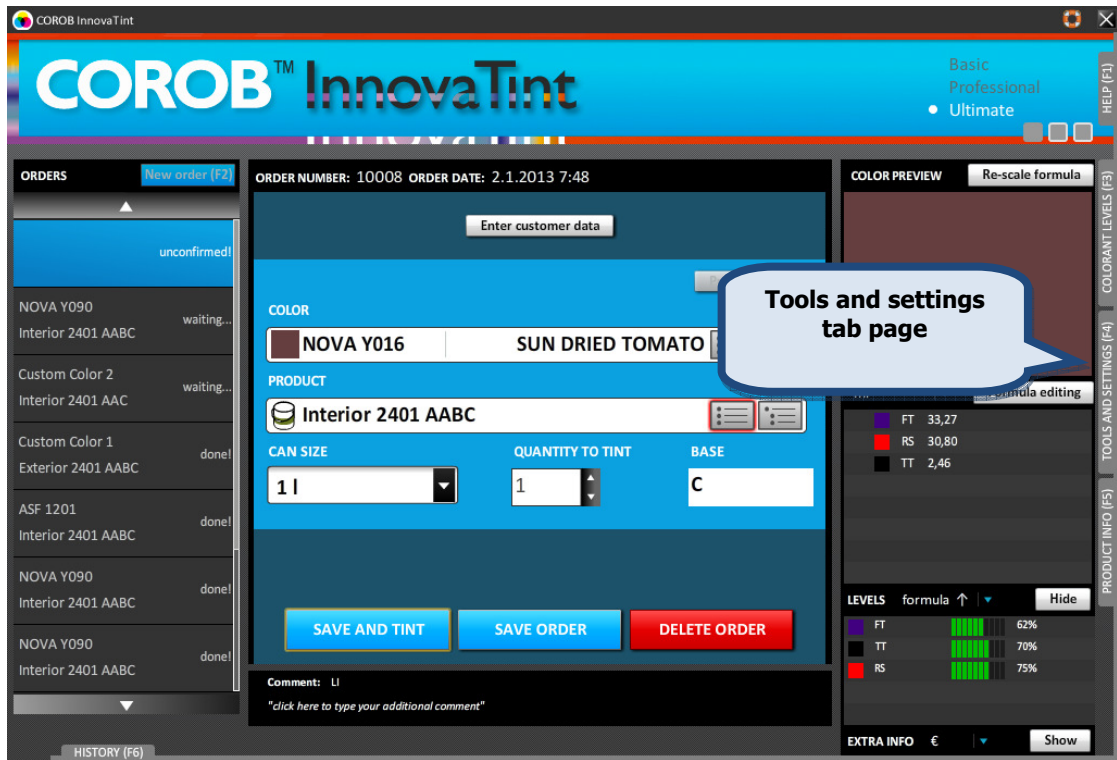 COROB InnovaTint
COROB™ InnovaTint
Basic
Professional
Ultimate
HELP (F1)
ORDERS New order (F2)
unconfirmed!
NOVA Y090
waiting...
Interior 2401 AABC
Custom Color 2
waiting...
Interior 2401 AAC
Custom Color 1
done!
Exterior 2401 AABC
ASF 1201
done!
Interior 2401 AABC
NOVA Y090
done!
Interior 2401 AABC
NOVA Y090
done!
Interior 2401 AABC
HISTORY (F6)
ORDER NUMBER: 10008 ORDER DATE: 2.1.2013 7:48
Enter customer data
COLOR
NOVA Y016 SUN DRIED TOMATO
PRODUCT
Interior 2401 AABC
CAN SIZE QUANTITY TO TINT BASE
1 l 1 C
SAVE AND TINT SAVE ORDER DELETE ORDER
Comment: LI
"click here to type your additional comment"
COLOR PREVIEW Re-scale formula
Tools and settings
tab page
editing
FT 33,27
RS 30,80
TT 2,46
LEVELS formula ↑ Hide
FT 62%
TT 70%
RS 75%
EXTRA INFO € Show
COLORANT LEVELS (F3)
TOOLS AND SETTINGS (F4)
PRODUCT INFO (F5)